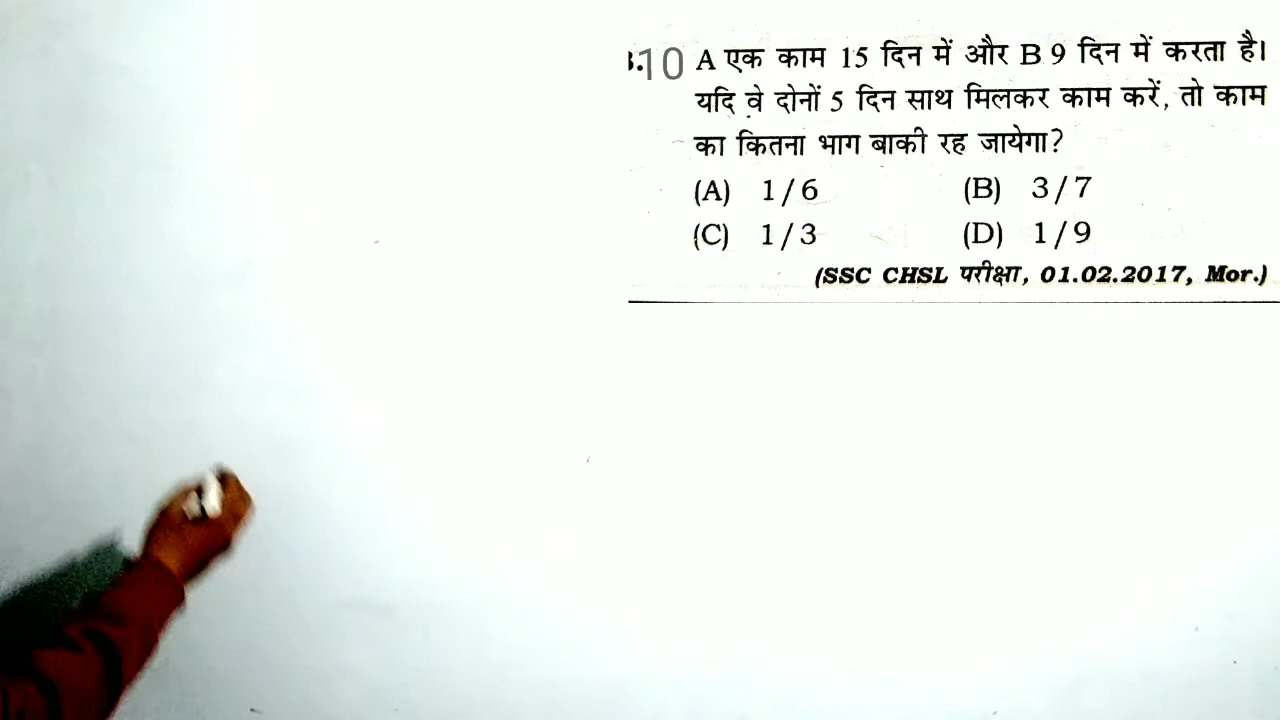 10 A एक काम 15 दिन में और B 9 दिन में करता है।
यदि वे दोनों 5 दिन साथ मिलकर काम करें, तो काम
का कितना भाग बाकी रह जायेगा?
(A) 1/6 (B) 3/7
(C) 1/3 (D) 1/9
(SSC CHSL परीक्षा, 01.02.2017, Mor.)